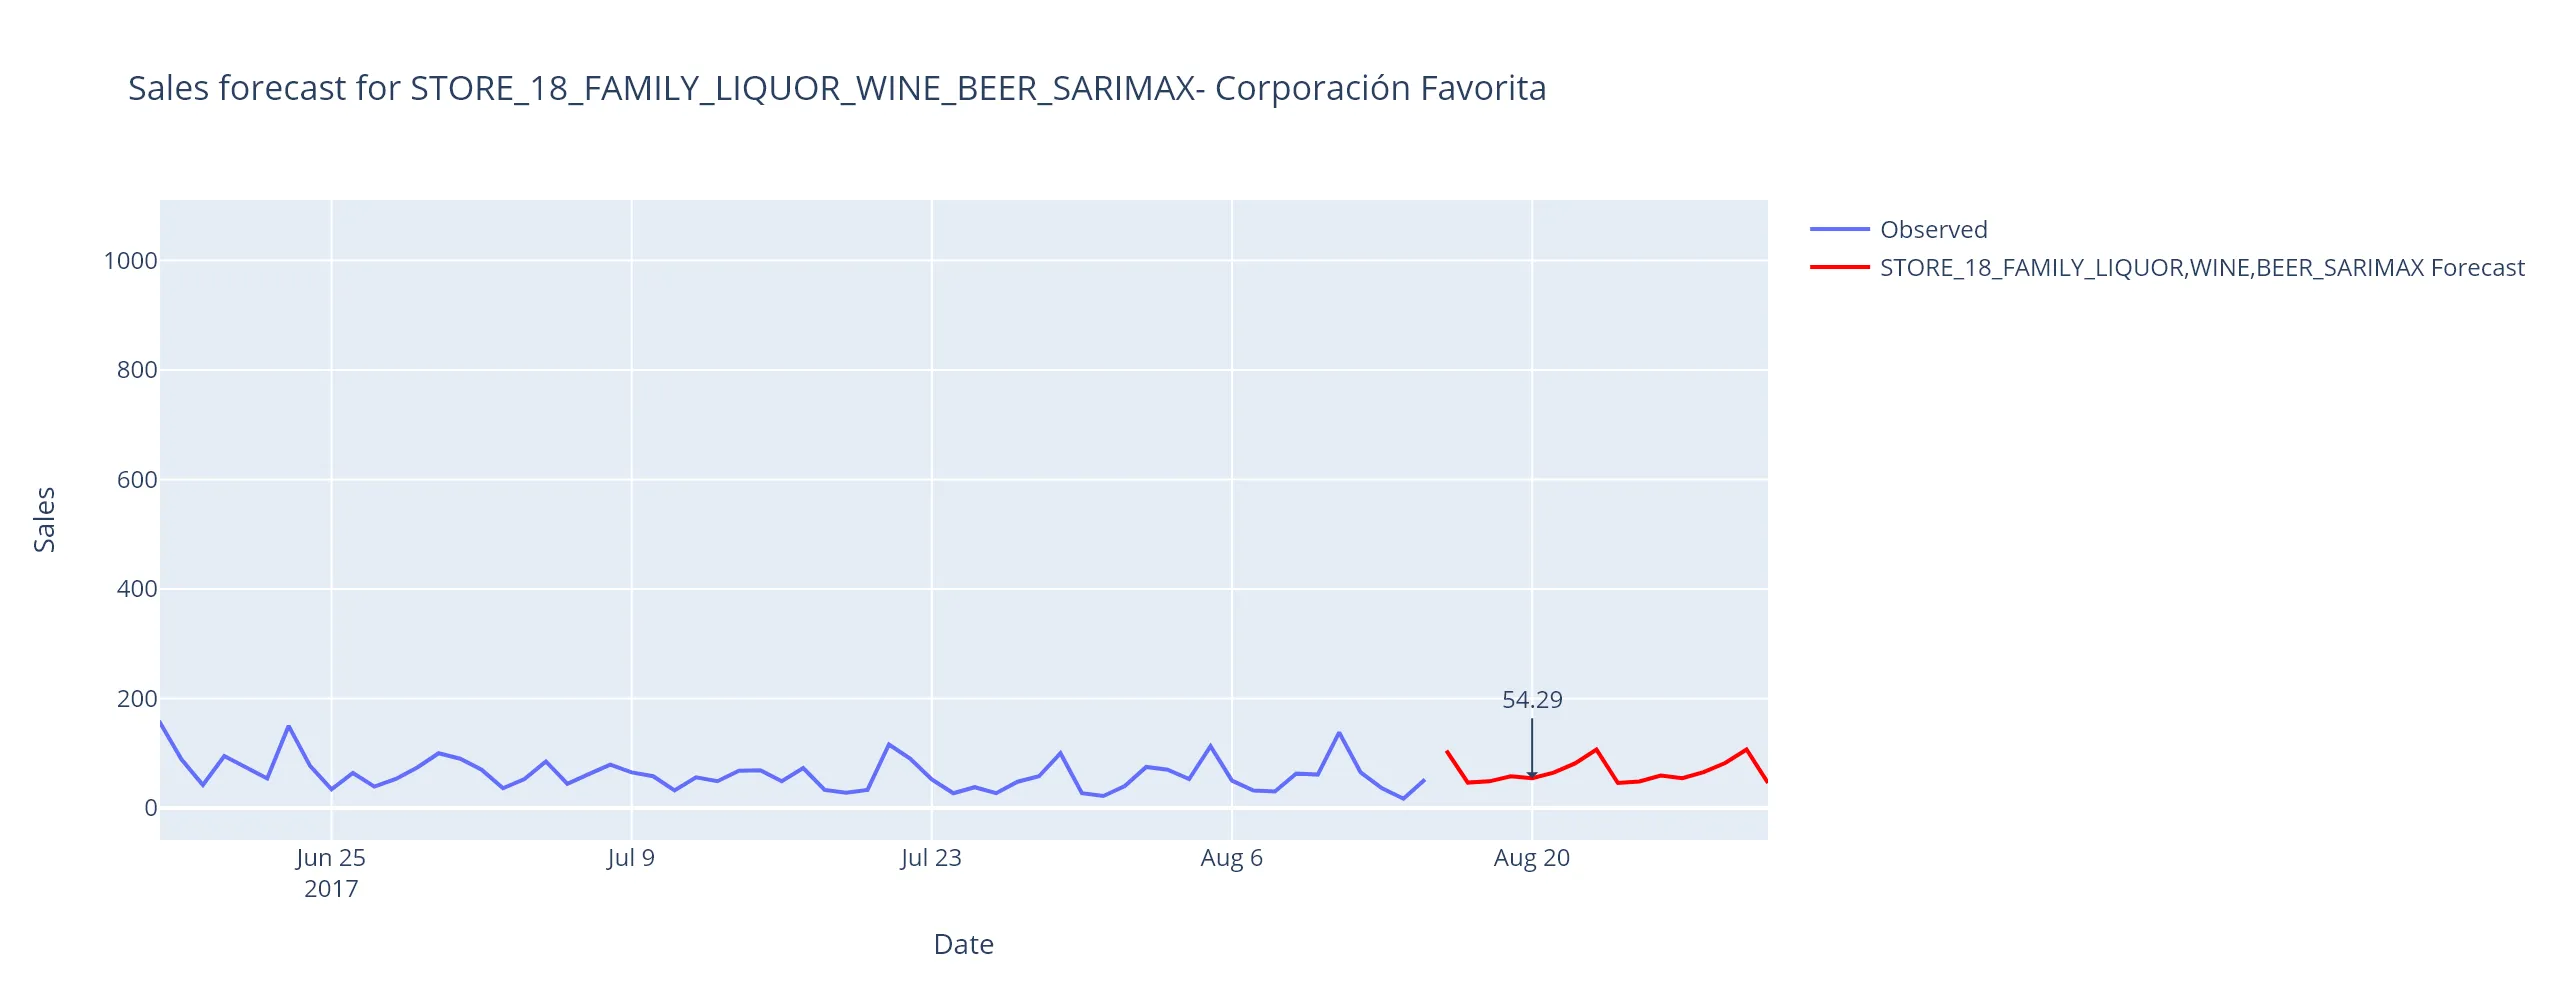 Sales forecast for STORE_18_FAMILY_LIQUOR_WINE_BEER_SARIMAX- Corporación Favorita
Observed
STORE_18_FAMILY_LIQUOR,WINE,BEER_SARIMAX Forecast
1000
800
600
400
200
0
Sales
54.29
Jun 25
2017
Jul 9
Jul 23
Aug 6
Aug 20
Date